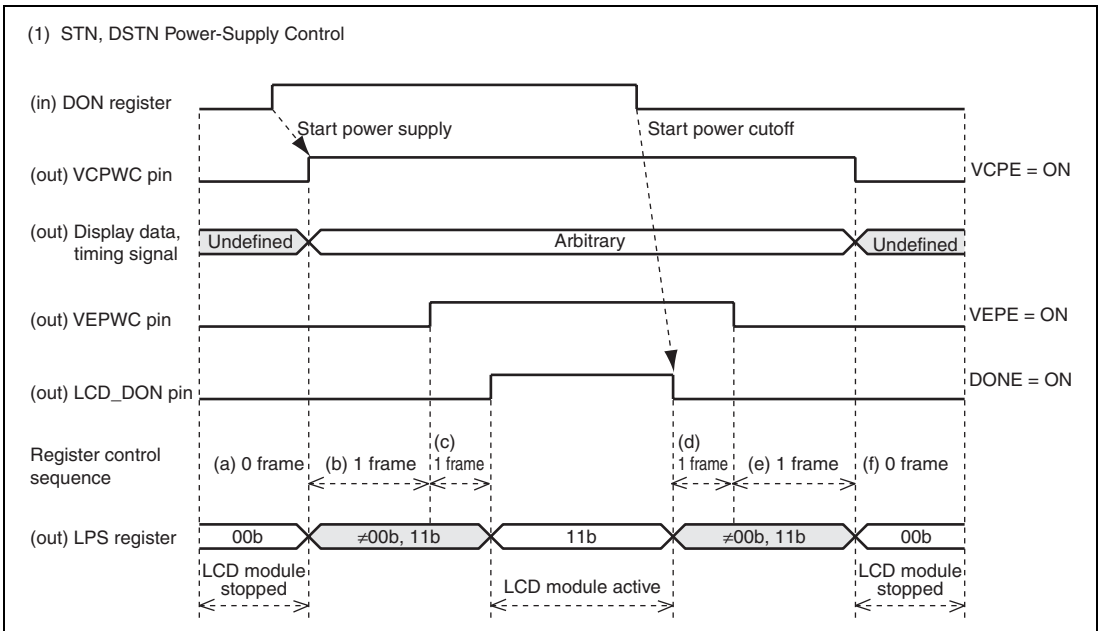 (1) STN, DSTN Power-Supply Control
(in) DON register
Start power supply
Start power cutoff
(out) VCPWC pin
VCPE = ON
(out) Display data,
timing signal
Undefined
Arbitrary
Undefined
(out) VEPWC pin
VEPE = ON
(out) LCD_DON pin
DONE = ON
Register control
sequence
(a) 0 frame
(b) 1 frame
(c)
1 frame
(d)
1 frame
(e) 1 frame
(f) 0 frame
(out) LPS register
00b
≠00b, 11b
11b
≠00b, 11b
00b
LCD module
stopped
LCD module active
LCD module
stopped